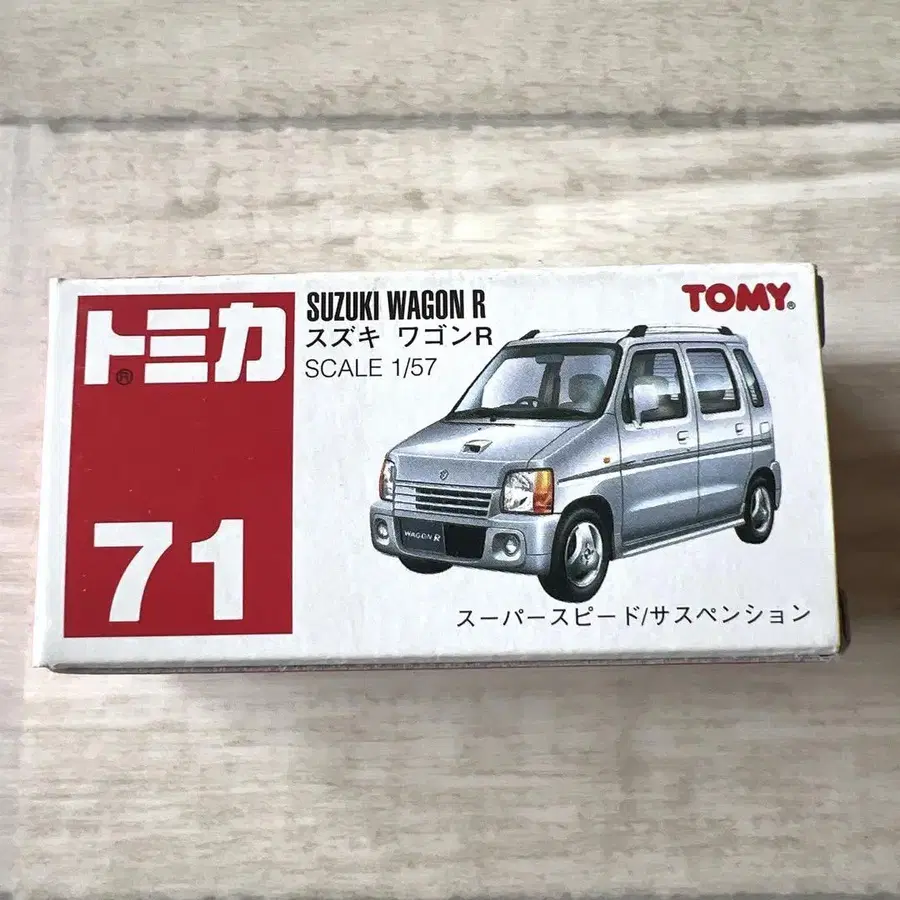 トミカ®
71
SUZUKI WAGON R
スズキ ワゴンR
SCALE 1/57
TOMY®
WAGON R
スーパースピード/サスペンション